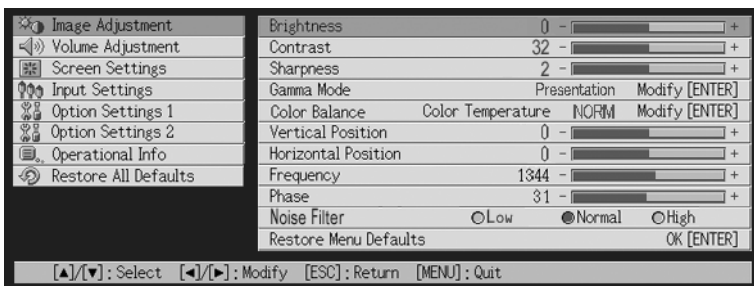 Image Adjustment
Volume Adjustment
Screen Settings
Input Settings
Option Settings 1
Option Settings 2
Operational Info
Restore All Defaults
Brightness 0 - +
Contrast 32 - +
Sharpness 2 - +
Gamma Mode Presentation Modify [ENTER]
Color Balance Color Temperature NORM Modify [ENTER]
Vertical Position 0 - +
Horizontal Position 0 - +
Frequency 1344 - +
Phase 31 - +
Noise Filter Low Normal High
Restore Menu Defaults OK [ENTER]
[▲]/[▼] : Select [◄]/[►] : Modify [ESC] : Return [MENU] : Quit